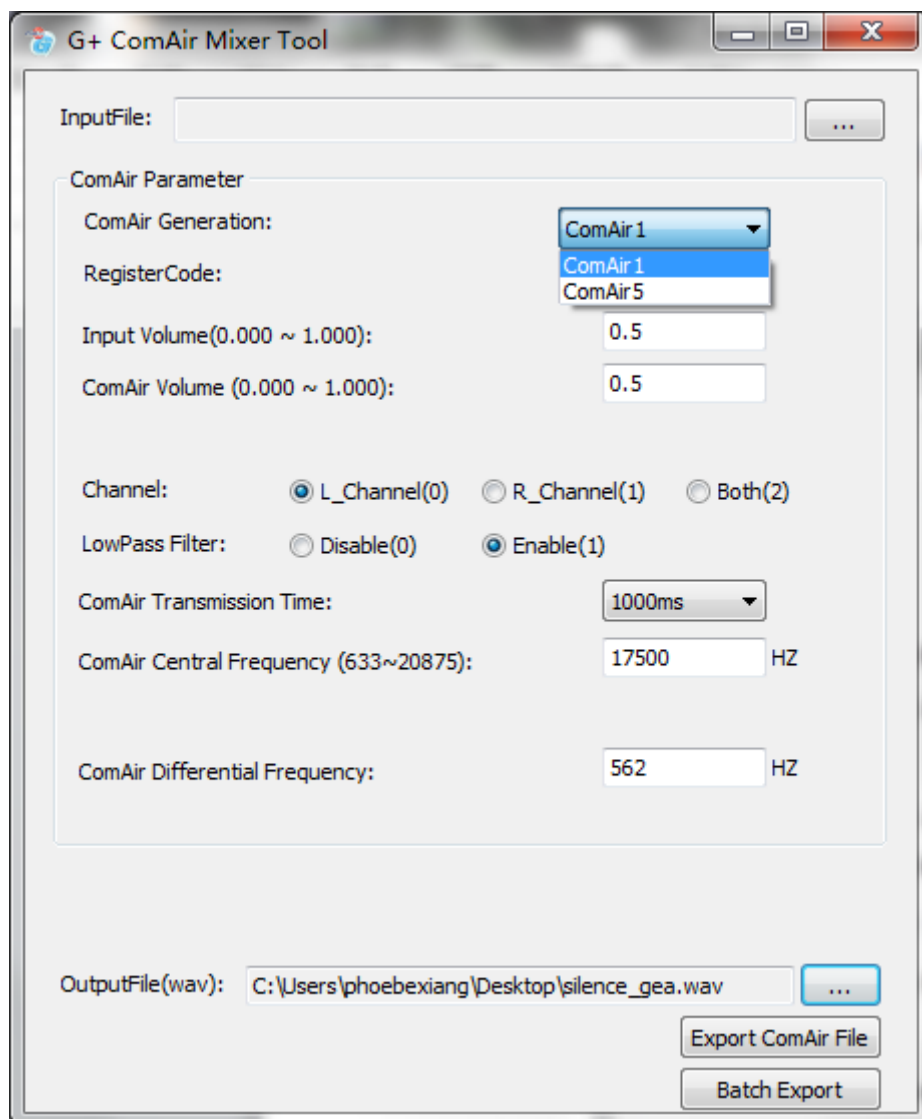 G+ ComAir Mixer Tool
InputFile:
...
ComAir Parameter
ComAir Generation:
ComAir1
ComAir1
ComAir5
RegisterCode:
Input Volume(0.000 ~ 1.000):
0.5
ComAir Volume (0.000 ~ 1.000):
0.5
Channel:
L_Channel(0)
R_Channel(1)
Both(2)
LowPass Filter:
Disable(0)
Enable(1)
ComAir Transmission Time:
1000ms
ComAir Central Frequency (633~20875):
17500
HZ
ComAir Differential Frequency:
562
HZ
OutputFile(wav):
C:\Users\phoebexiang\Desktop\silence_gea.wav
...
Export ComAir File
Batch Export